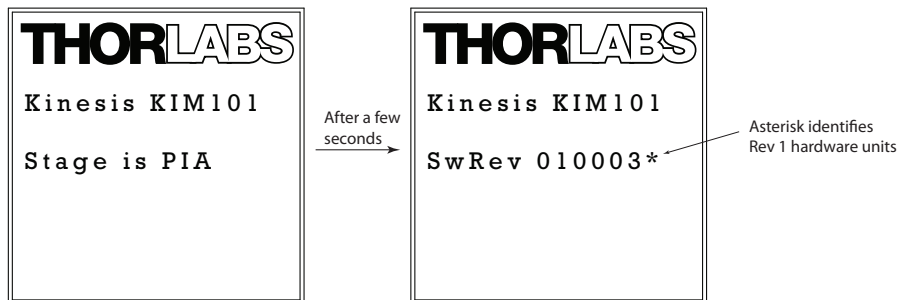 THORLABS
Kinesis KIM101
Stage is PIA
After a few
seconds
THORLABS
Kinesis KIM101
SwRev 010003*
Asterisk identifies
Rev 1 hardware units